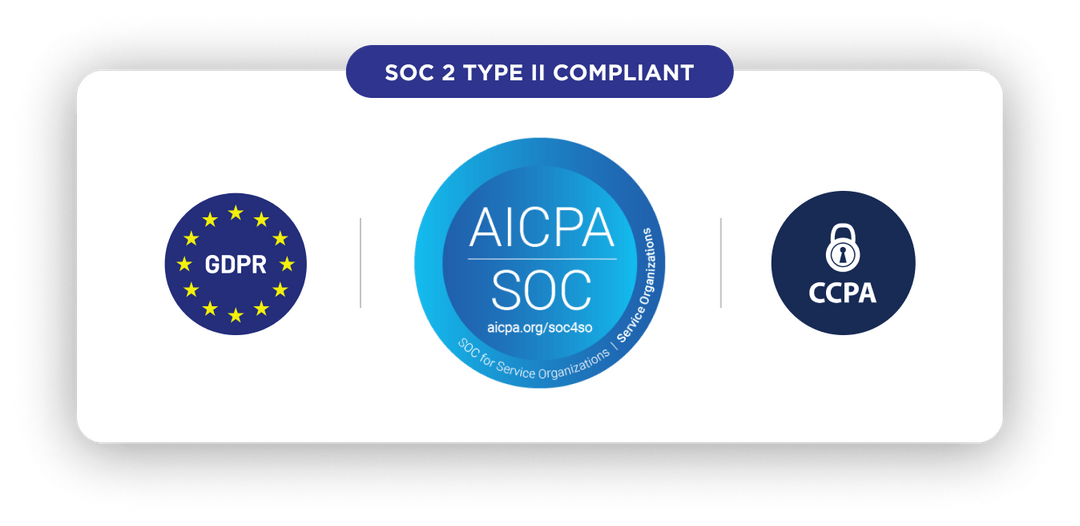 SOC 2 TYPE II COMPLIANT
GDPR
AICPA
SOC
aicpa.org/soc4so
SOC for Service Organizations | Service Organizations
CCPA